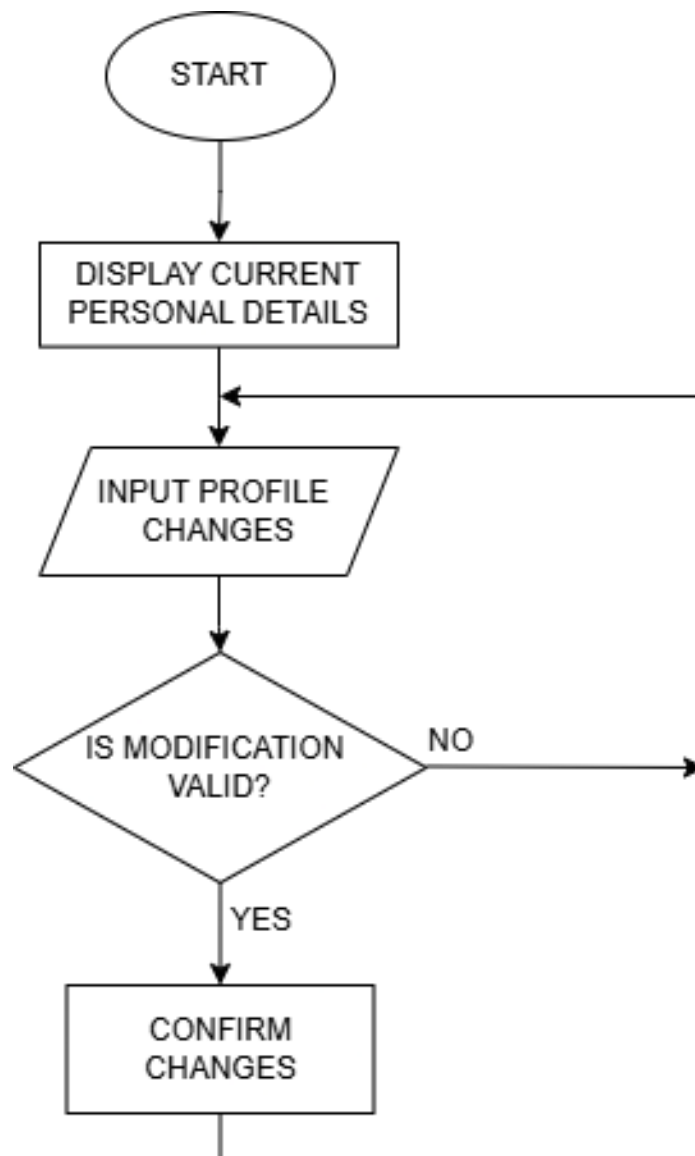 START
DISPLAY CURRENT
PERSONAL DETAILS
INPUT PROFILE
CHANGES
IS MODIFICATION
VALID?
NO
YES
CONFIRM
CHANGES